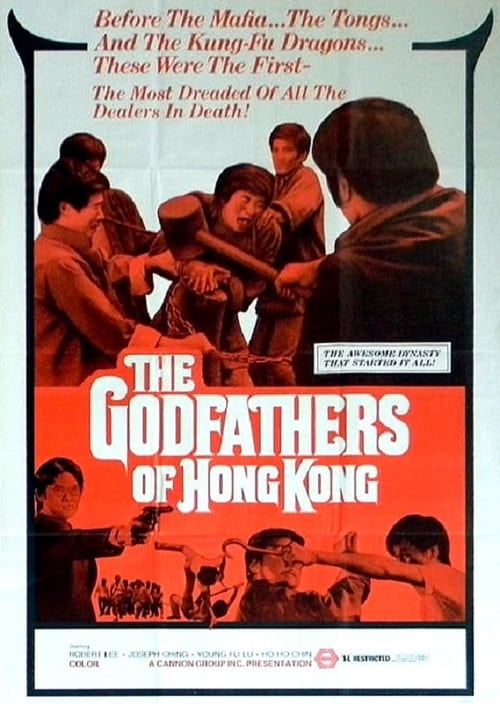 Before The Mafia...The Tongs...
And The Kung-Fu Dragons...
These Were The First-
The Most Dreaded Of All The
Dealers In Death!
THE AWESOME DYNASTY
THAT STARTED IT ALL!
THE
GODFATHERS
OF HONG KONG
Starring
ROBERT LEE - JOSEPH CHING - YOUNG FU LU - HO HO CHIN
COLOR A CANNON GROUP INC. PRESENTATION R RESTRICTED